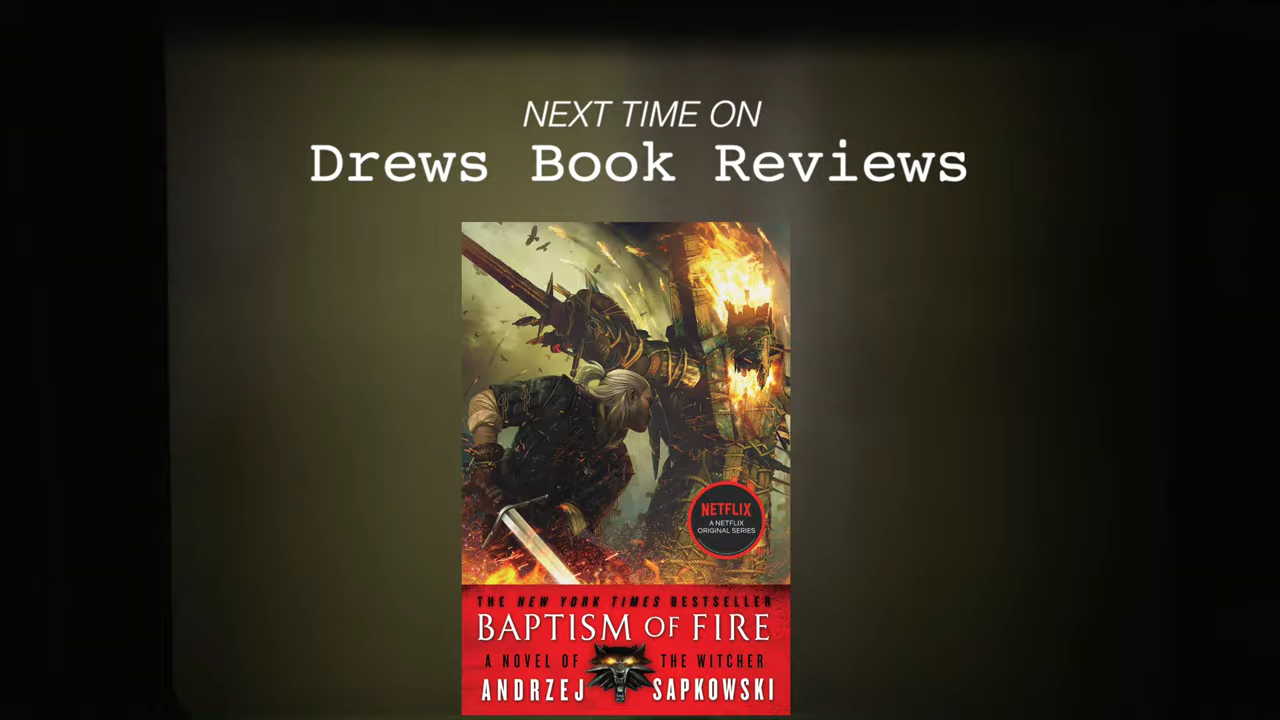 NEXT TIME ON
Drews Book Reviews
NETFLIX
A NETFLIX
ORIGINAL SERIES
THE NEW YORK TIMES BESTSELLER
BAPTISM OF FIRE
A NOVEL OF THE WITCHER
ANDRZEJ SAPKOWSKI